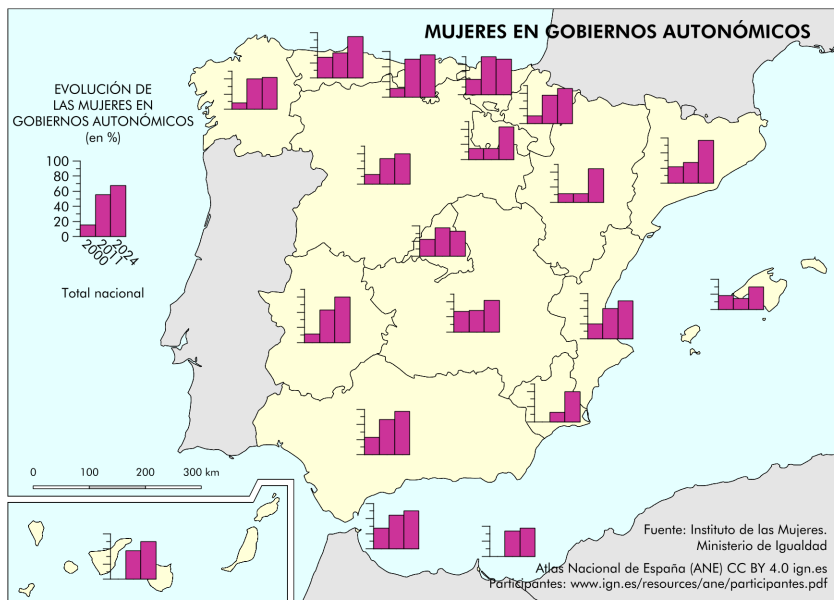 MUJERES EN GOBIERNOS AUTONÓMICOS
EVOLUCIÓN DE
LAS MUJERES EN
GOBIERNOS AUTONÓMICOS
(en %)
100
80
60
40
20
0
2000
2011
2024
Total nacional
0 100 200 300 km
Fuente: Instituto de las Mujeres.
Ministerio de Igualdad
Atlas Nacional de España (ANE) CC BY 4.0 ign.es
Participantes: www.ign.es/resources/ane/participantes.pdf